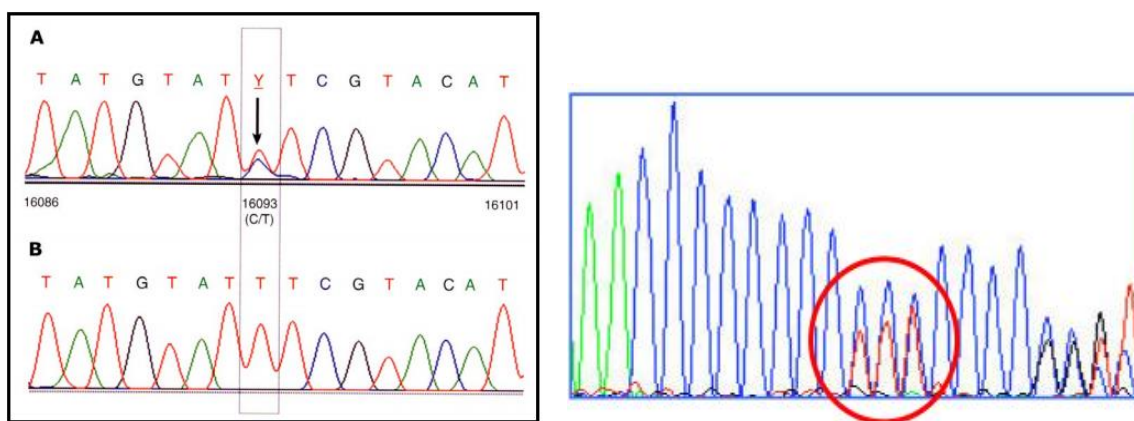 A
T A T G T A T Y T C G T A C A T
16086 16093 16101
(C/T)
B
T A T G T A T T T C G T A C A T